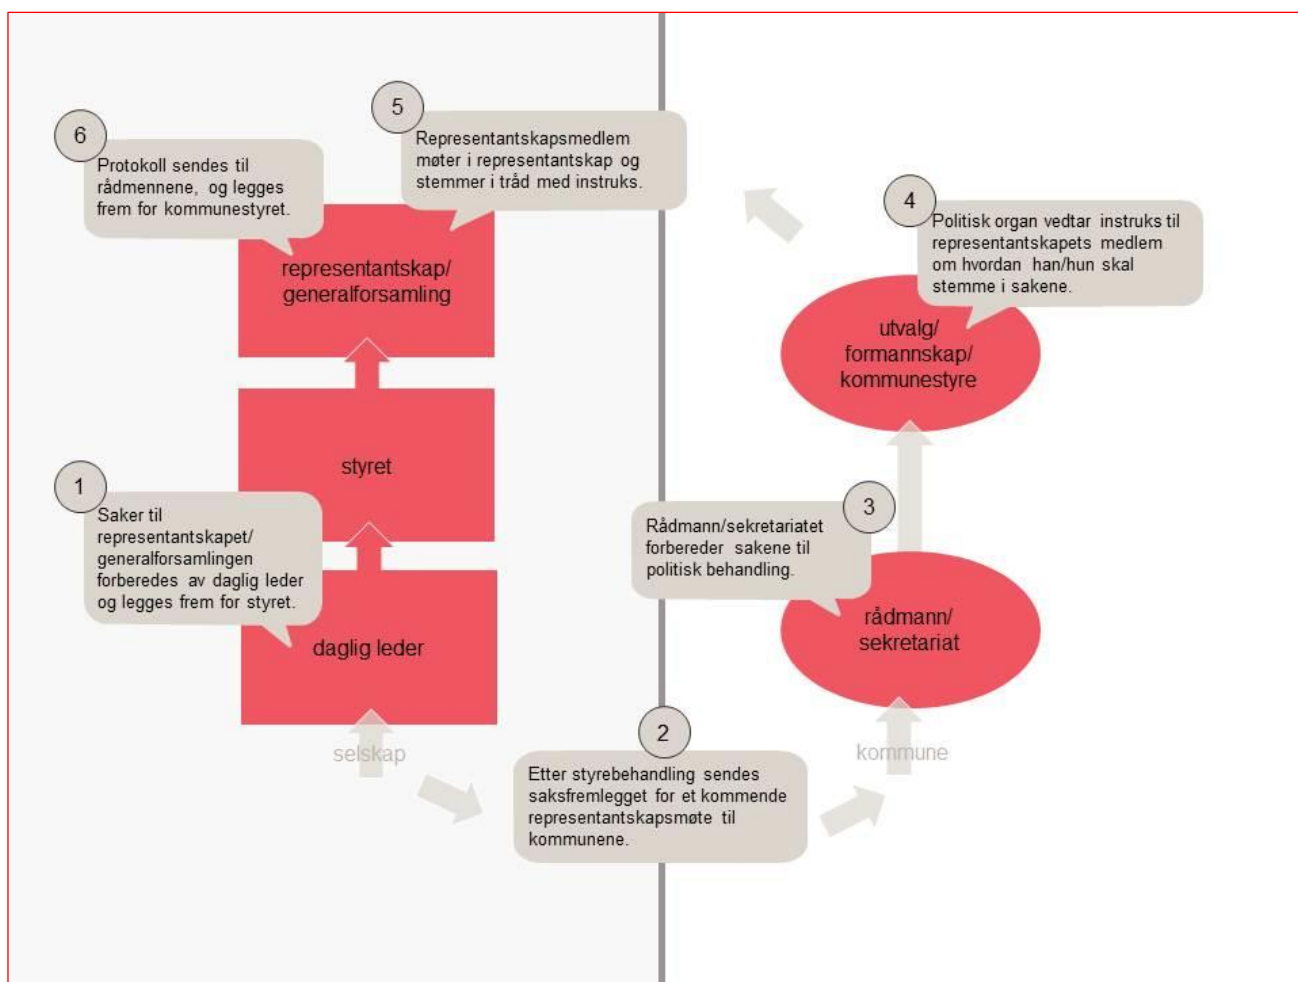 6
Protokoll sendes til
rådmennene, og legges
frem for kommunestyret.
5
Representantskapsmedlem
møter i representantskap og
stemmer i tråd med instruks.
4
Politisk organ vedtar instruks til
representantskapets medlem
om hvordan han/hun skal
stemme i sakene.
representantskap/
generalforsamling
utvalg/
formannskap/
kommunestyre
styret
1
Saker til
representantskapet/
generalforsamlingen
forberedes av daglig leder
og legges frem for styret.
3
Rådmann/sekretariatet
forbereder sakene til
politisk behandling.
daglig leder
rådmann/
sekretariat
selskap
2
Etter styrebehandling sendes
saksfremlegget for et kommende
representantskapsmøte til
kommunene.
kommune